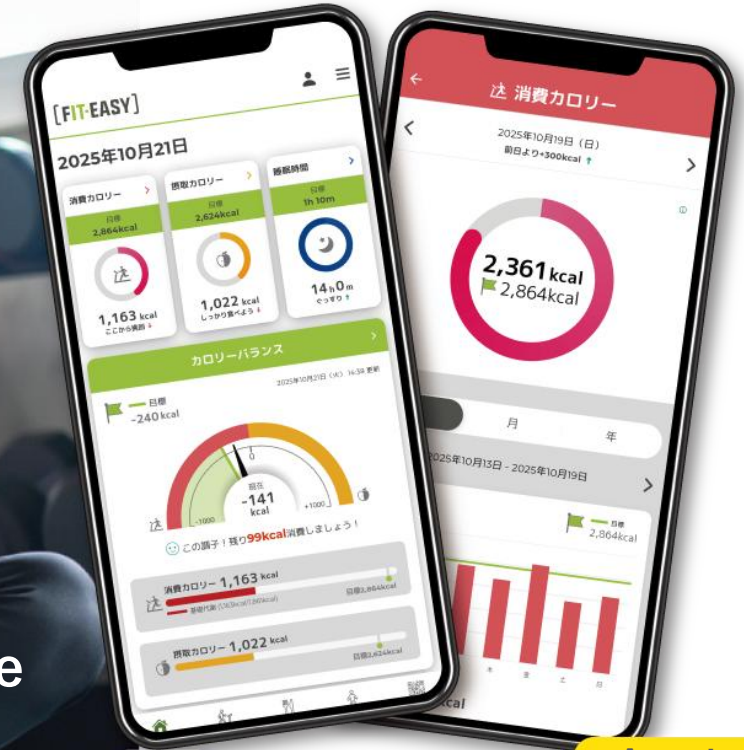 [FIT-EASY]
2025年10月21日
消費カロリー
目標
2,864kcal
1,163 kcal
ここから挽回
摂取カロリー
目標
2,624kcal
1,022 kcal
しっかり食べよう
睡眠時間
目標
1h 10m
14h0m
ぐっすり
カロリーバランス
2025年10月21日（火） 14:38 更新
目標
-240 kcal
0
-1000
+1000
現在
-141
kcal
この調子！残り99kcal消費しましょう！
消費カロリー 1,163 kcal
基礎代謝
目標2,864kcal
摂取カロリー 1,022 kcal
目標2,624kcal
消費カロリー
2025年10月19日（日）
前日より+300kcal
2,361 kcal
2,864kcal
月
年
2025年10月13日 - 2025年10月19日
目標
2,864kcal
木
金
土
日
kcal
e